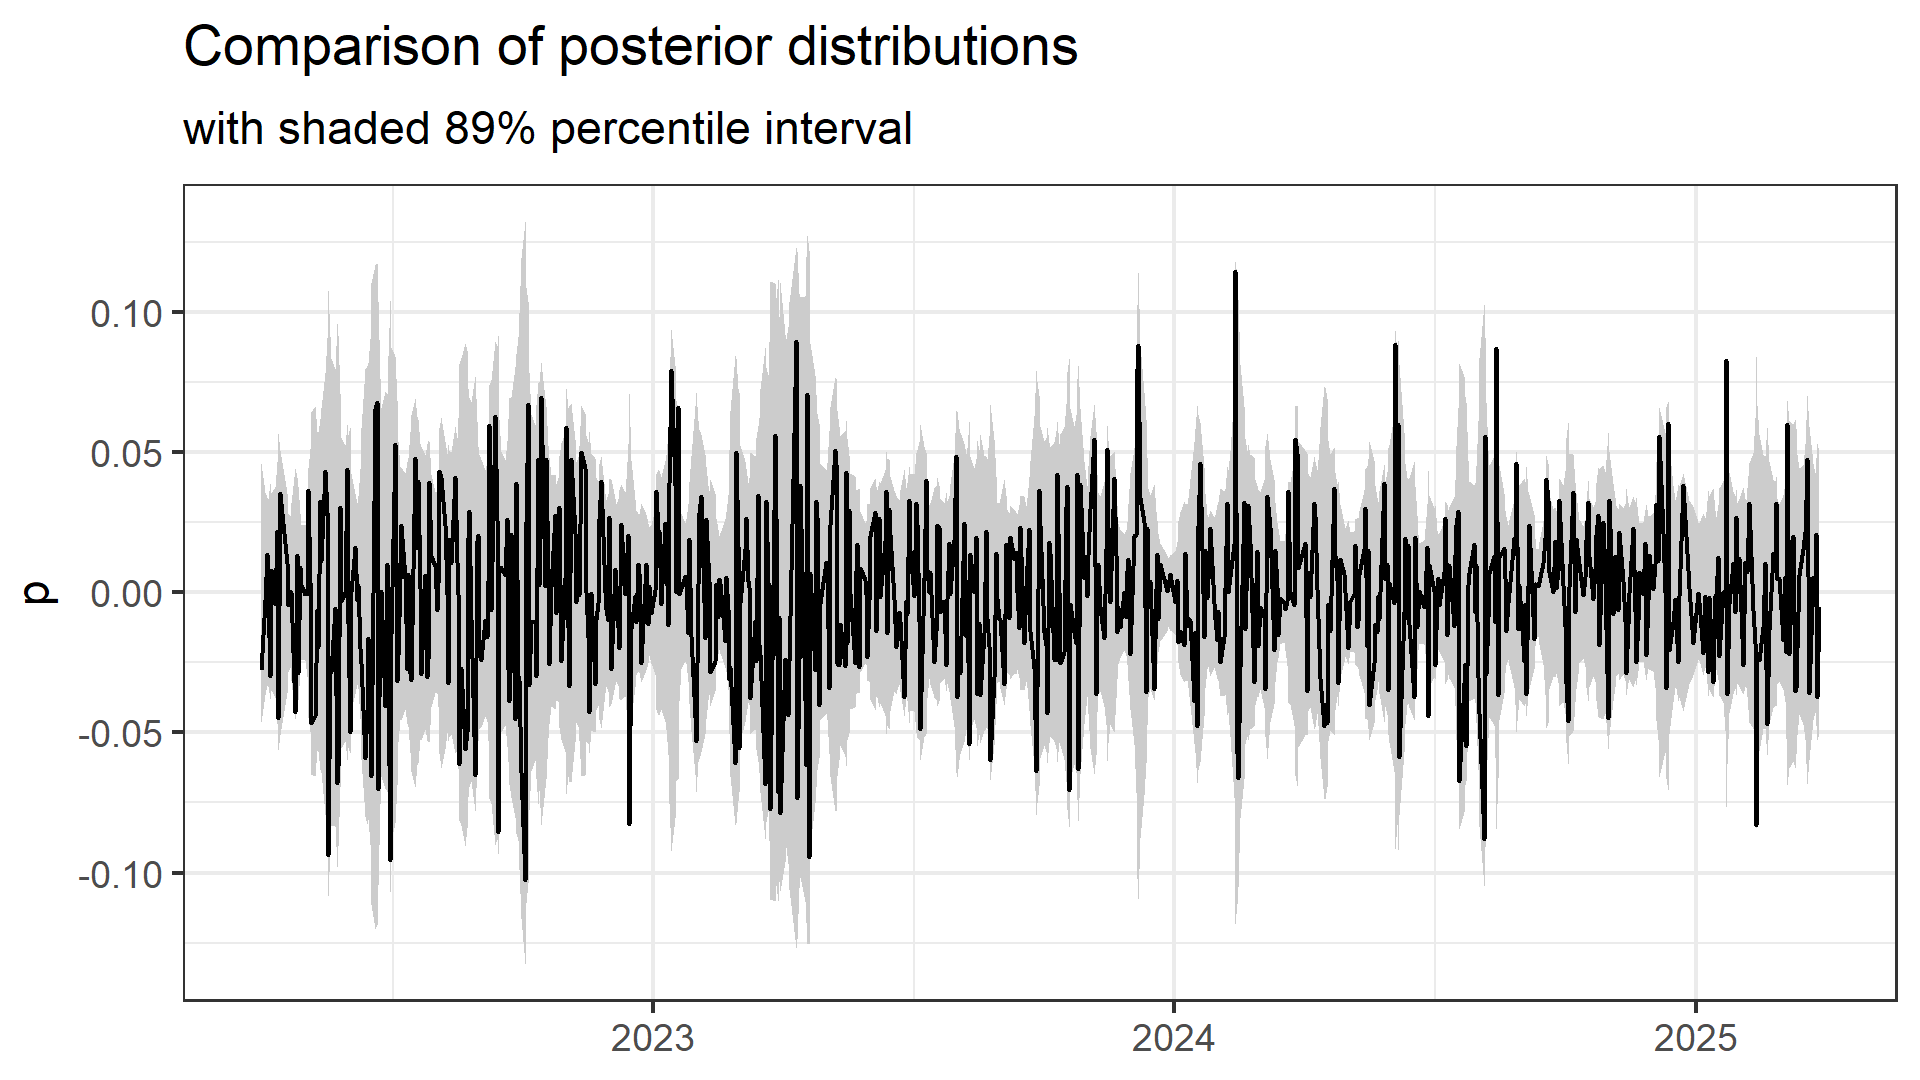 Comparison of posterior distributions
with shaded 89% percentile interval
p
0.10
0.05
0.00
-0.05
-0.10
2023
2024
2025